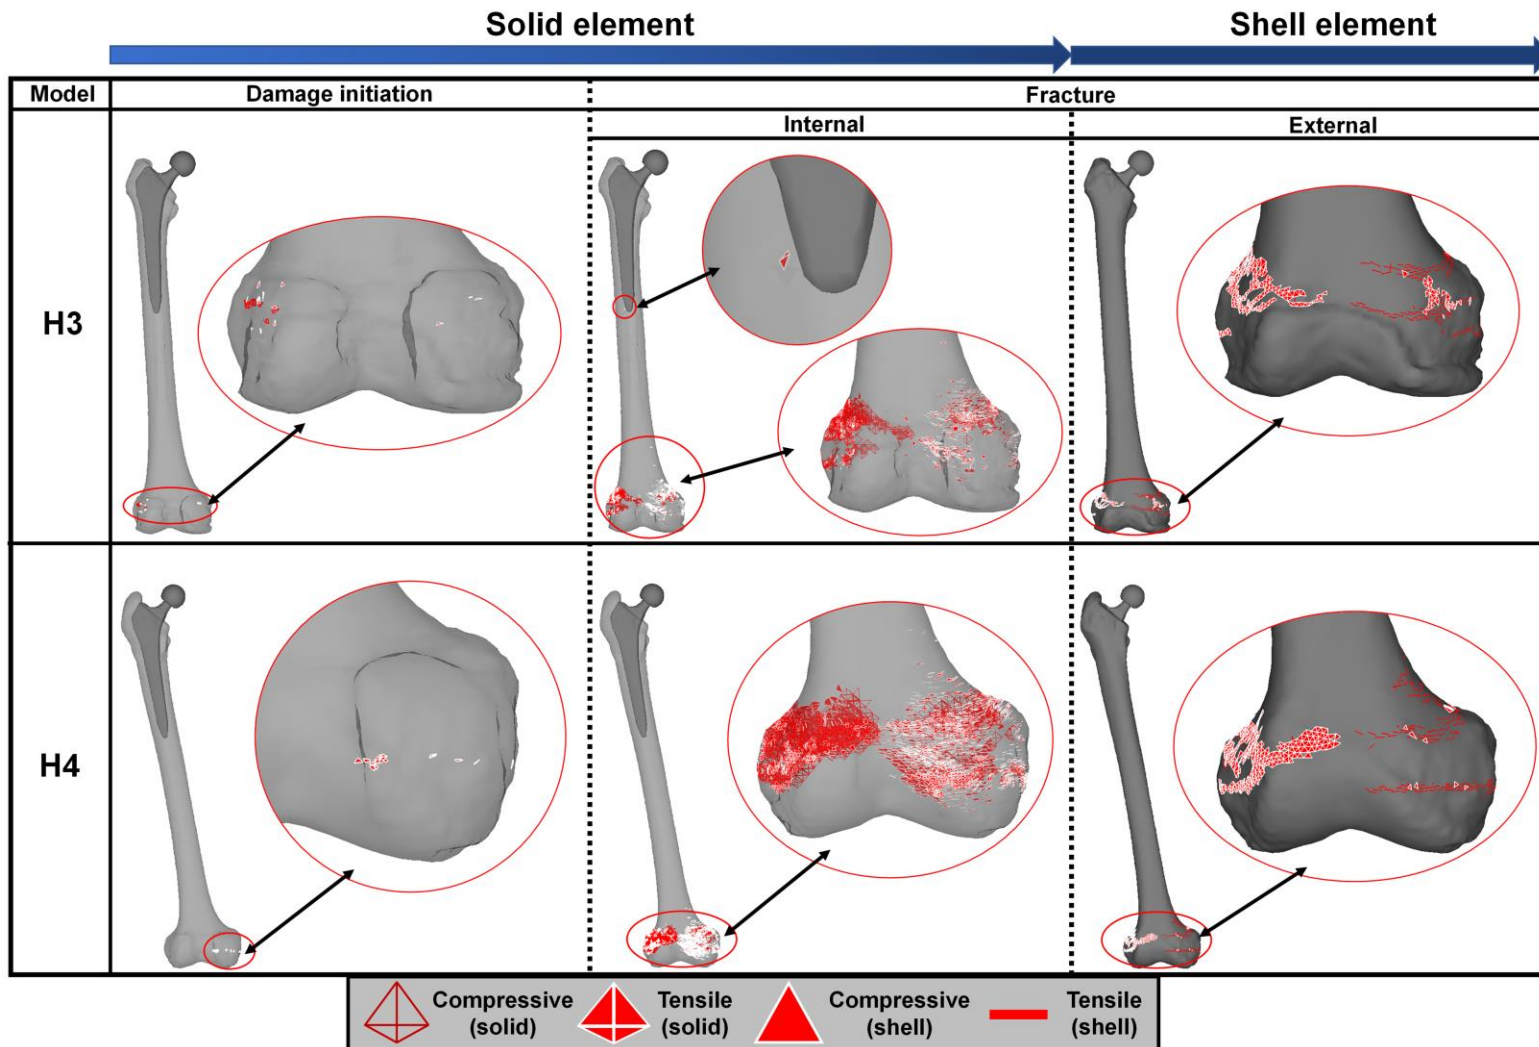 Solid element
Shell element
Model
Damage initiation
Fracture
Internal
External
H3
H4
Compressive
(solid)
Tensile
(solid)
Compressive
(shell)
Tensile
(shell)